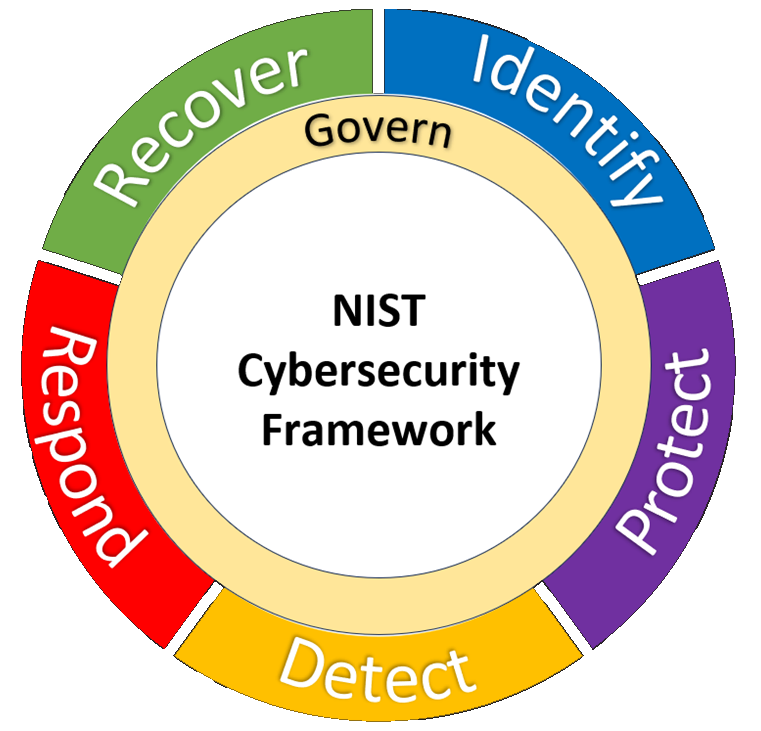 Recover
Identify
Govern
NIST
Cybersecurity
Framework
Respond
Protect
Detect